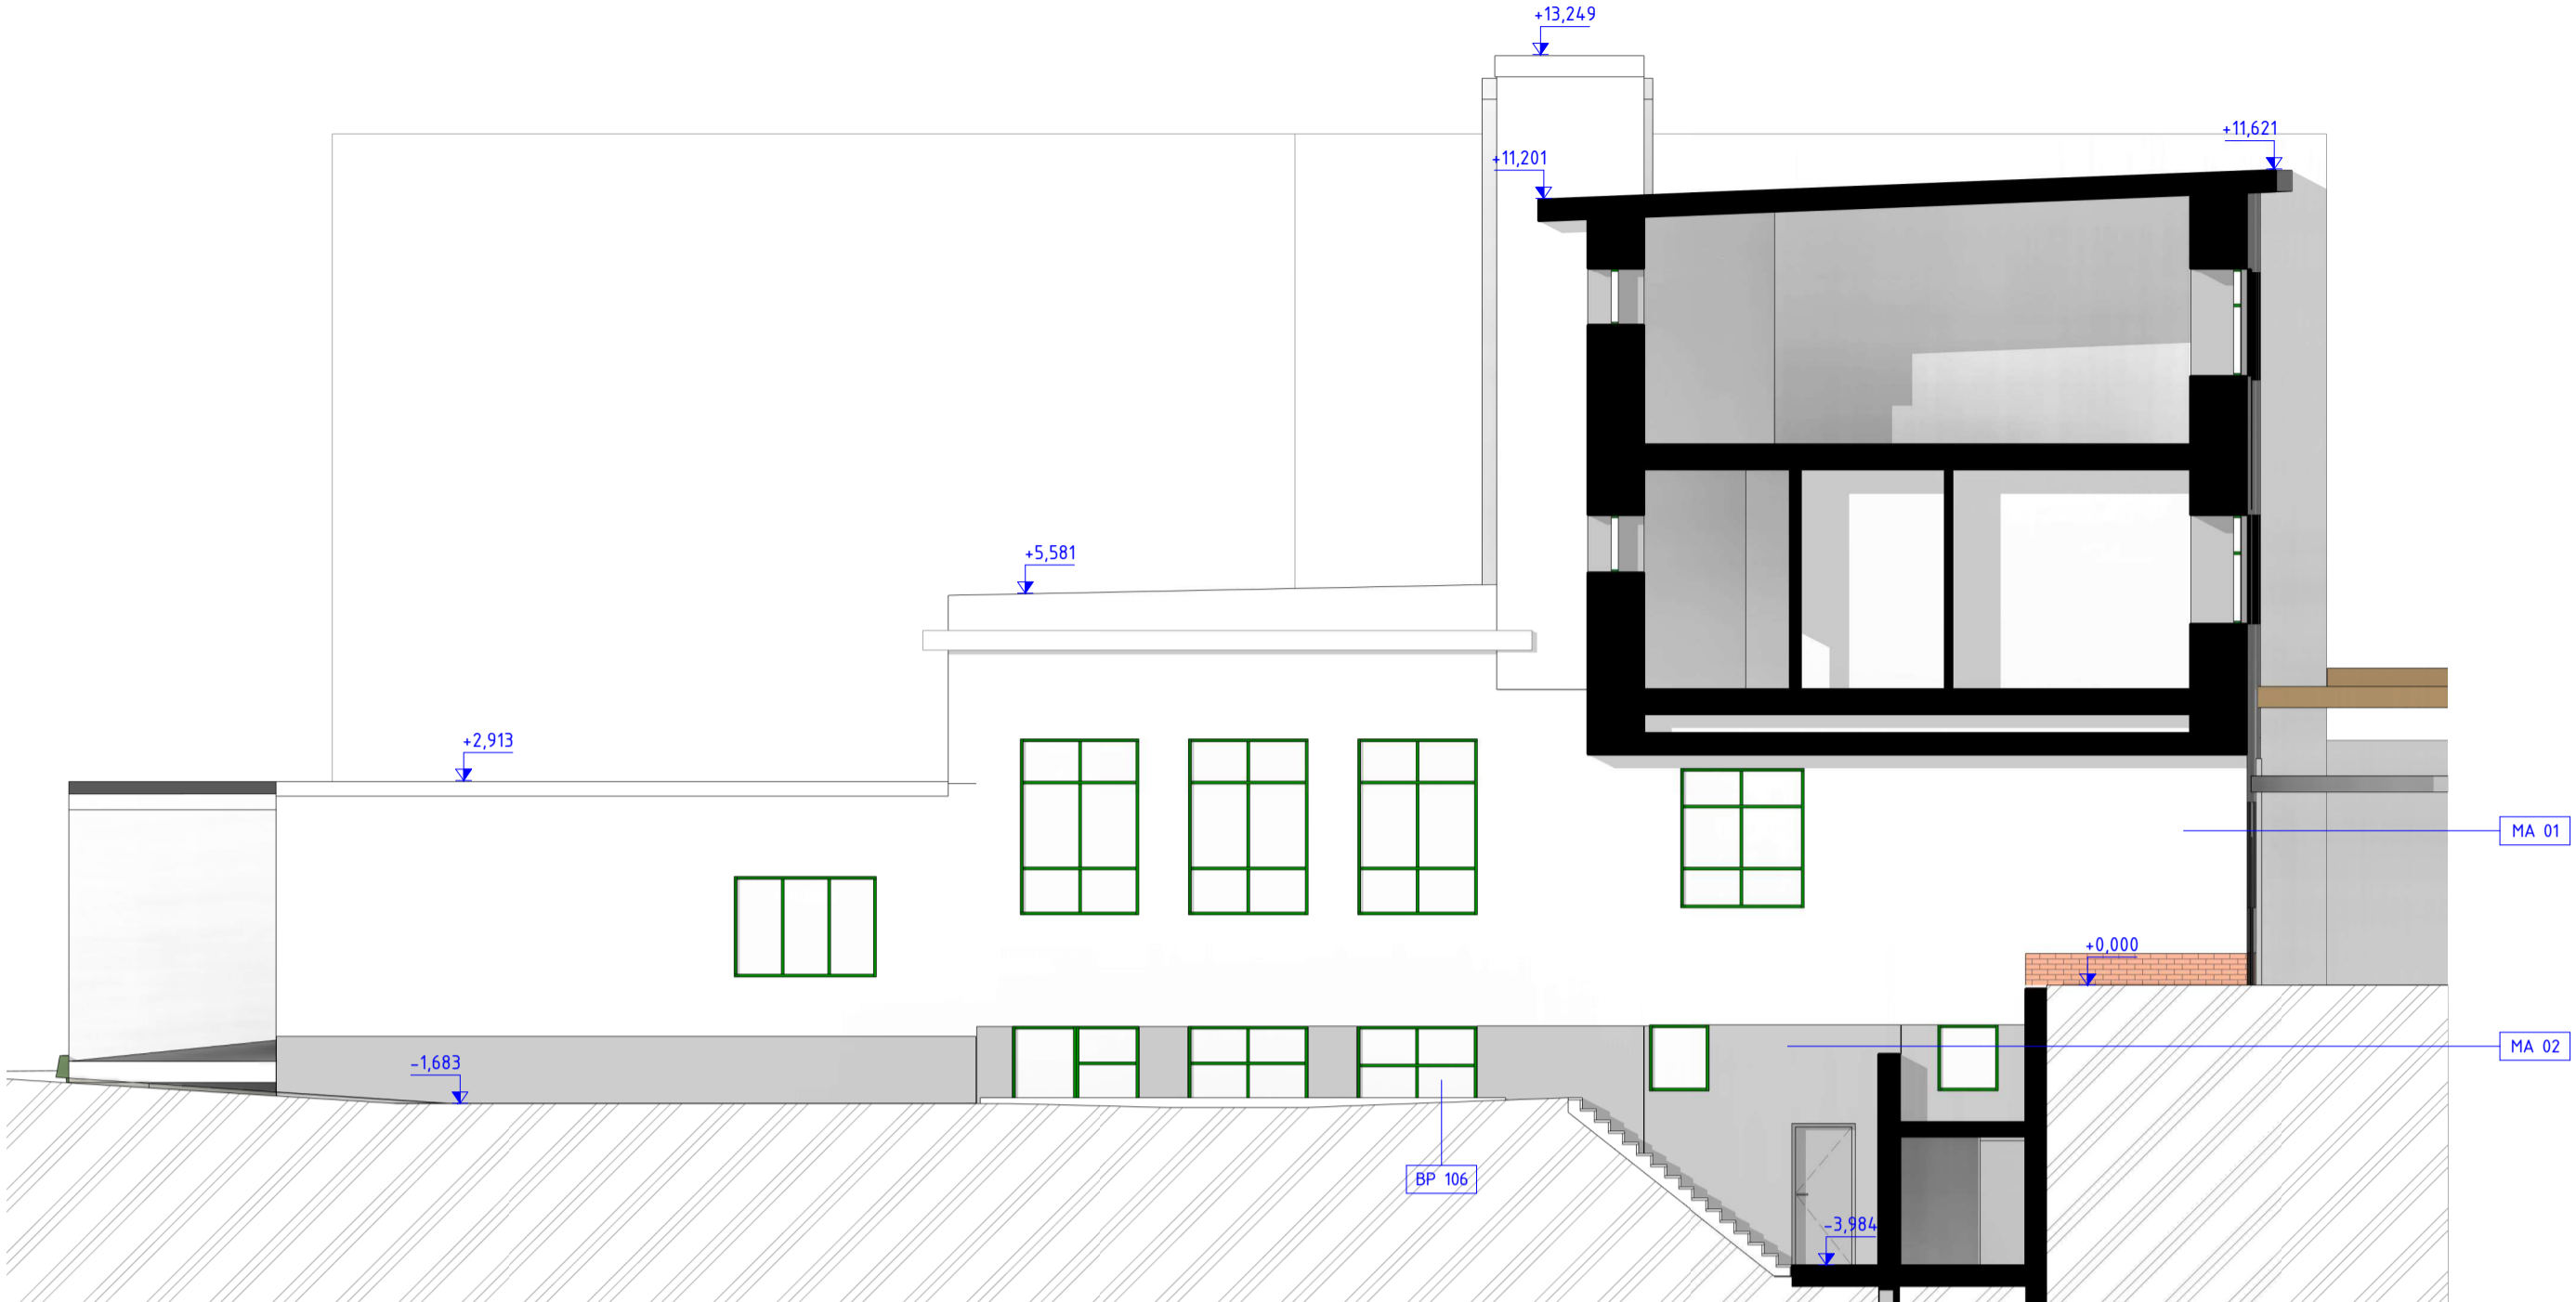 +13,249
+11,621
+11,201
+5,581
+2,913
MA 01
+0,000
MA 02
-1,683
BP 106
-3,984